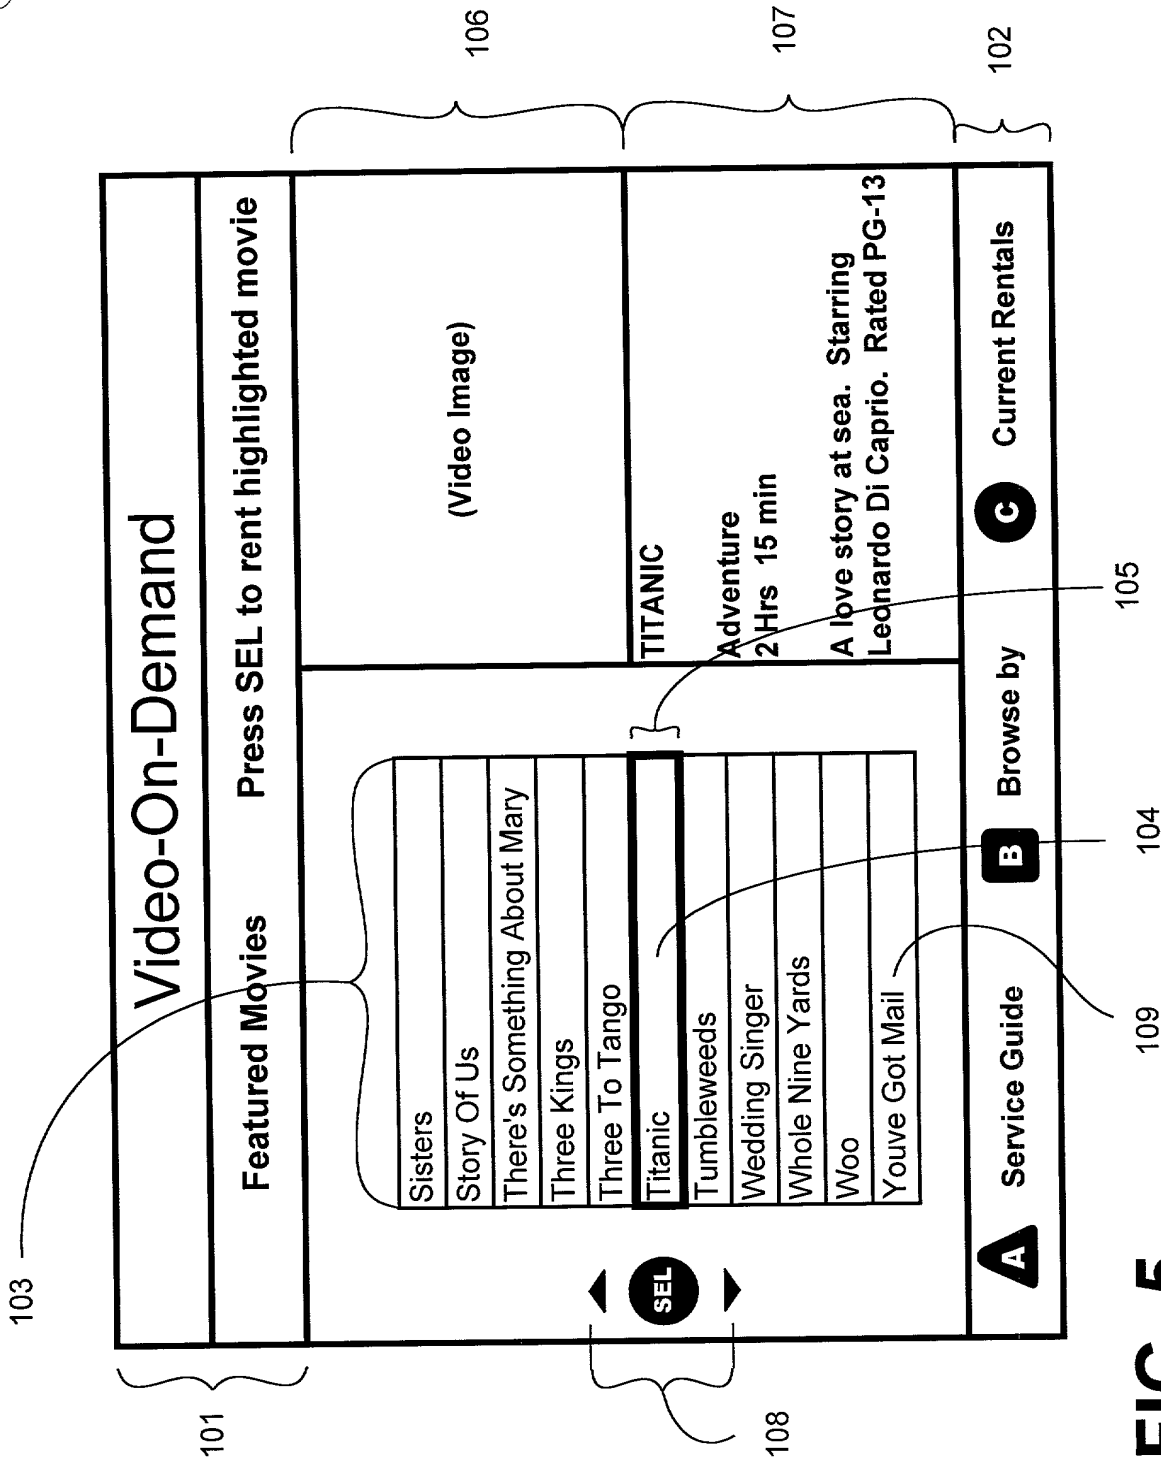 Video-On-Demand
Featured Movies Press SEL to rent highlighted movie
Sisters
Story Of Us
There's Something About Mary
Three Kings
Three To Tango
Titanic
Tumbleweeds
Wedding Singer
Whole Nine Yards
Woo
Youve Got Mail
SEL
(Video Image)
TITANIC
Adventure
2 Hrs 15 min
A love story at sea. Starring
Leonardo Di Caprio. Rated PG-13
A Service Guide B Browse by C Current Rentals
101
103
106
107
102
108
109
104
105
FIG. 5